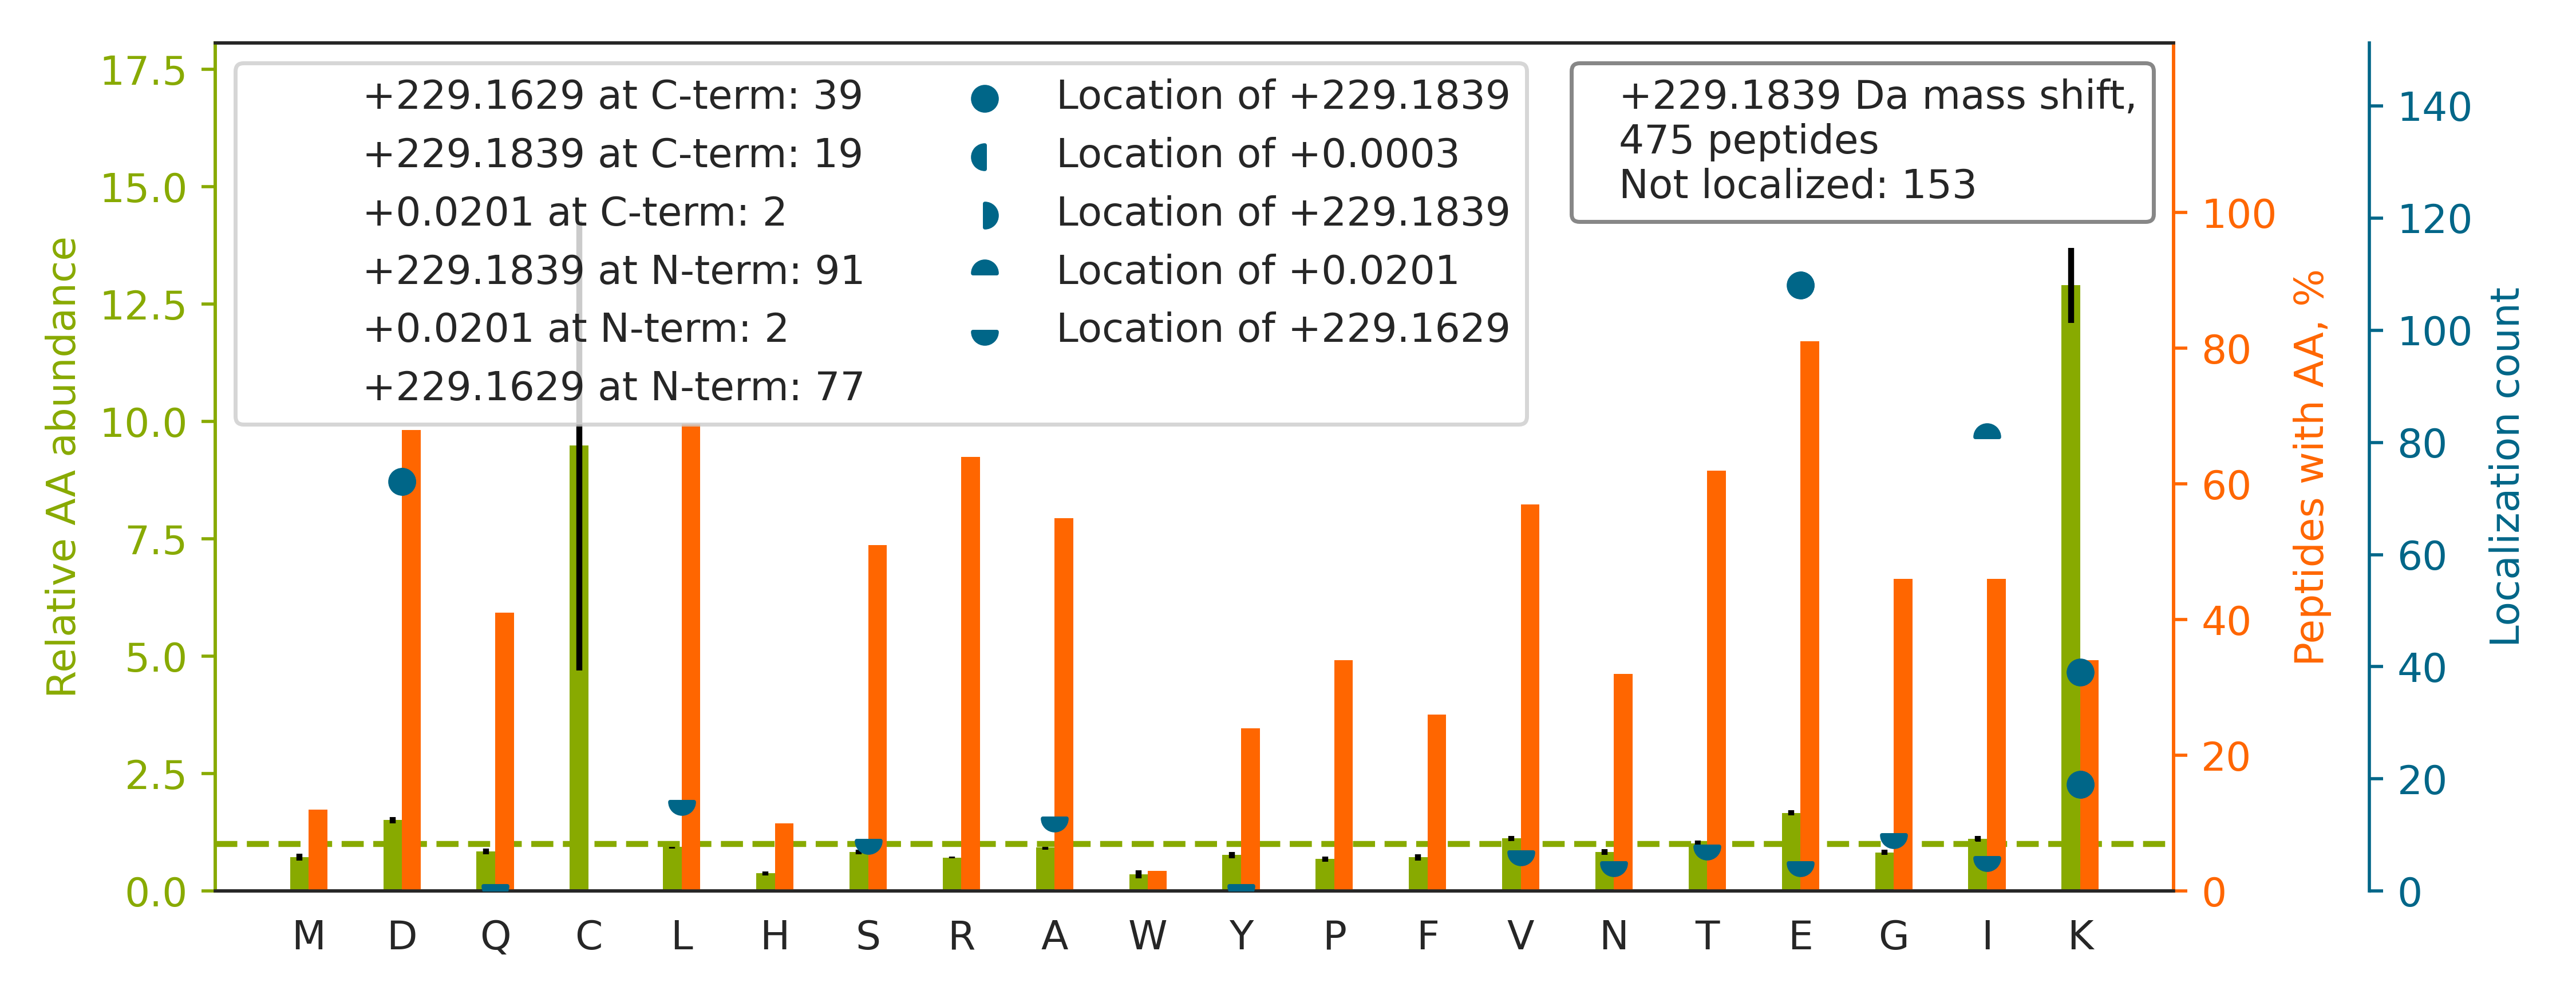 17.5
15.0
12.5
10.0
7.5
5.0
2.5
0.0
Relative AA abundance
+229.1629 at C-term: 39
+229.1839 at C-term: 19
+0.0201 at C-term: 2
+229.1839 at N-term: 91
+0.0201 at N-term: 2
+229.1629 at N-term: 77
Location of +229.1839
Location of +0.0003
Location of +229.1839
Location of +0.0201
Location of +229.1629
+229.1839 Da mass shift,
475 peptides
Not localized: 153
100
80
60
40
20
0
Peptides with AA, %
140
120
100
80
60
40
20
0
Localization count
M D Q C L H S R A W Y P F V N T E G I K